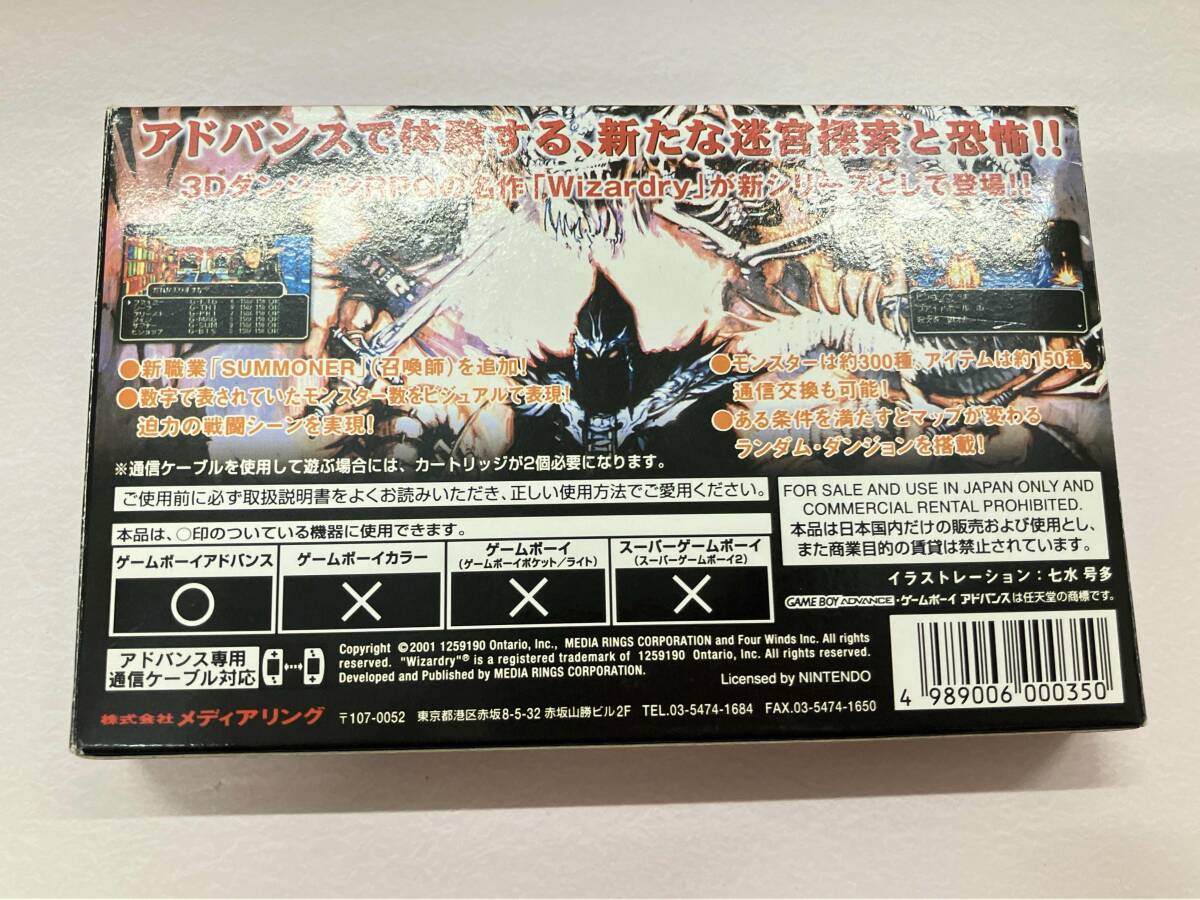 アドバンスで体験する、新たな迷宮探索と恐怖!!
3DダンジョンRPGの名作「Wizardry」が新シリーズとして登場!!
G-FIG
G-THI
G-PRI
G-MAG
G-SUM
G-BIS
●新職業「SUMMONER」(召喚師)を追加!
●数字で表されていたモンスター数をビジュアルで表現!
迫力の戦闘シーンを実現!
●モンスターは約300種、アイテムは約150種、
通信交換も可能!
●ある条件を満たすとマップが変わる
ランダム・ダンジョンを搭載!
※通信ケーブルを使用して遊ぶ場合には、カートリッジが2個必要になります。
ご使用前に必ず取扱説明書をよくお読みいただき、正しい使用方法でご愛用ください。
本品は、○印のついている機器に使用できます。
ゲームボーイアドバンス
ゲームボーイカラー
ゲームボーイ
(ゲームボーイポケット/ライト)
スーパーゲームボーイ
(スーパーゲームボーイ2)
○
×
×
×
FOR SALE AND USE IN JAPAN ONLY AND
COMMERCIAL RENTAL PROHIBITED.
本品は日本国内だけの販売および使用とし、
また商業目的の賃貸は禁止されています。
イラストレーション:七水 号多
GAME BOY ADVANCE・ゲームボーイ アドバンスは任天堂の商標です。
アドバンス専用
通信ケーブル対応
Copyright ©2001 1259190 Ontario, Inc., MEDIA RINGS CORPORATION and Four Winds Inc. All rights
reserved. "Wizardry"® is a registered trademark of 1259190 Ontario, Inc. All rights reserved.
Developed and Published by MEDIA RINGS CORPORATION.
Licensed by NINTENDO
4 989006 000350
株式会社 メディアリング
〒107-0052 東京都港区赤坂8-5-32 赤坂山勝ビル2F TEL.03-5474-1684 FAX.03-5474-1650